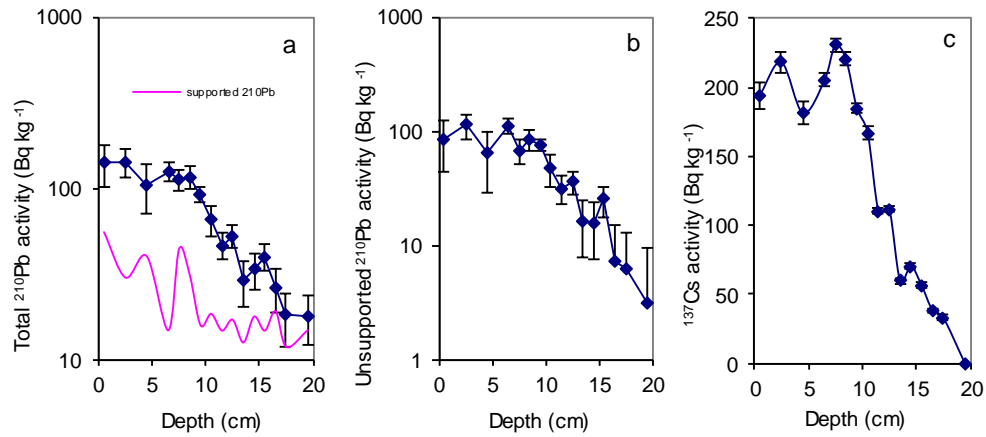 a
Total ²¹⁰Pb activity (Bq kg ⁻¹)
1000
100
10
supported 210Pb
0 5 10 15 20
Depth (cm)
b
Unsupported ²¹⁰Pb activity (Bq kg ⁻¹)
1000
100
10
1
0 5 10 15 20
Depth (cm)
c
¹³⁷Cs activity (Bq kg ⁻¹)
250
200
150
100
50
0
0 5 10 15 20
Depth (cm)